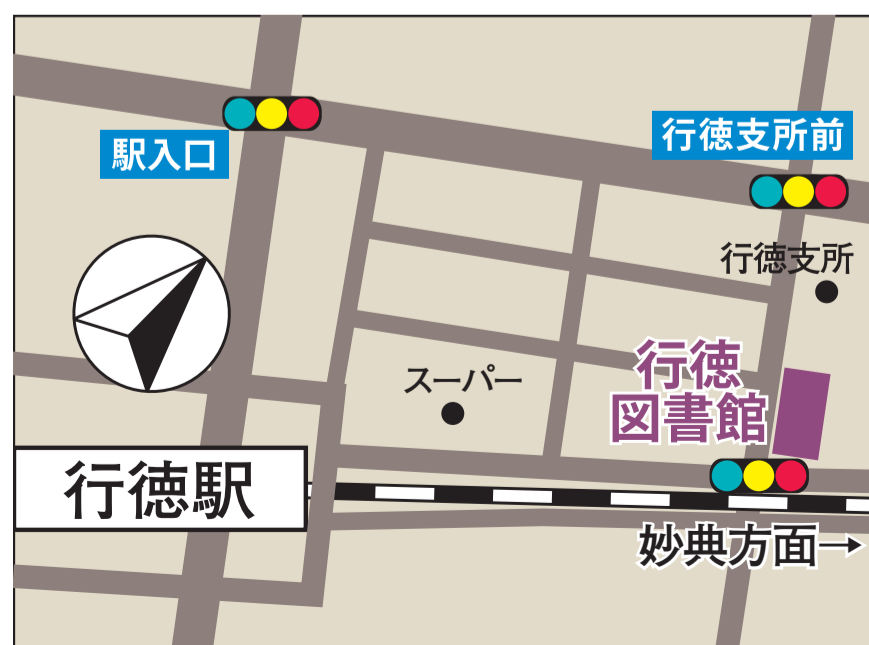 駅入口
行徳支所前
行徳支所
行徳
図書館
スーパー
行徳駅
妙典方面→